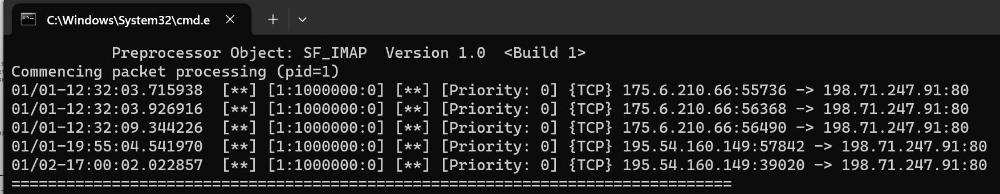 C:\Windows\System32\cmd.e
Preprocessor Object: SF_IMAP  Version 1.0  <Build 1>
Commencing packet processing (pid=1)
01/01-12:32:03.715938  [**] [1:1000000:0] [**] [Priority: 0] {TCP} 175.6.210.66:55736 -> 198.71.247.91:80
01/01-12:32:03.926916  [**] [1:1000000:0] [**] [Priority: 0] {TCP} 175.6.210.66:56368 -> 198.71.247.91:80
01/01-12:32:09.344226  [**] [1:1000000:0] [**] [Priority: 0] {TCP} 175.6.210.66:56490 -> 198.71.247.91:80
01/01-19:55:04.541970  [**] [1:1000000:0] [**] [Priority: 0] {TCP} 195.54.160.149:57842 -> 198.71.247.91:80
01/02-17:00:02.022857  [**] [1:1000000:0] [**] [Priority: 0] {TCP} 195.54.160.149:39020 -> 198.71.247.91:80
===============================================================================